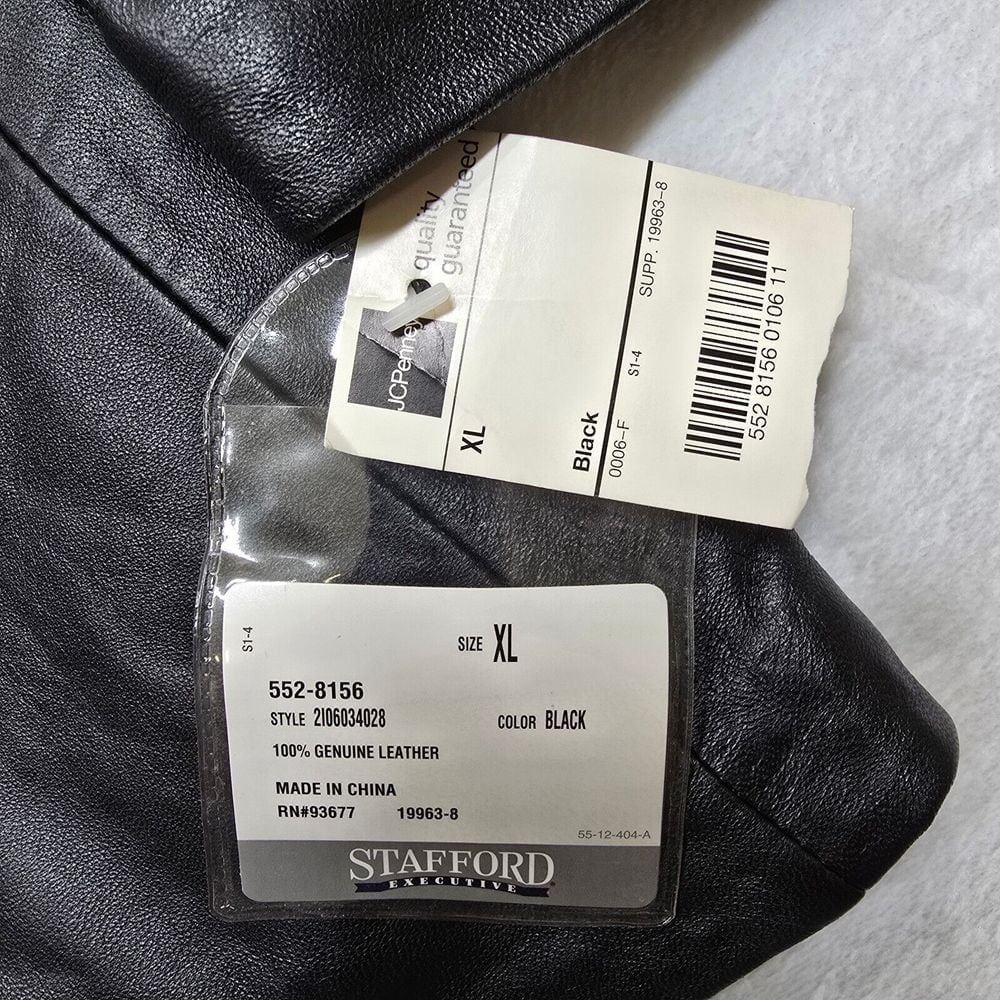 quality
guaranteed
JCPenney
XL
Black
0006-F S1-4 SUPP. 19963-8
552 8156 0106 11
S1-4
SIZE XL
552-8156
STYLE 2I06034028 COLOR BLACK
100% GENUINE LEATHER
MADE IN CHINA
RN#93677 19963-8
55-12-404-A
STAFFORD
EXECUTIVE